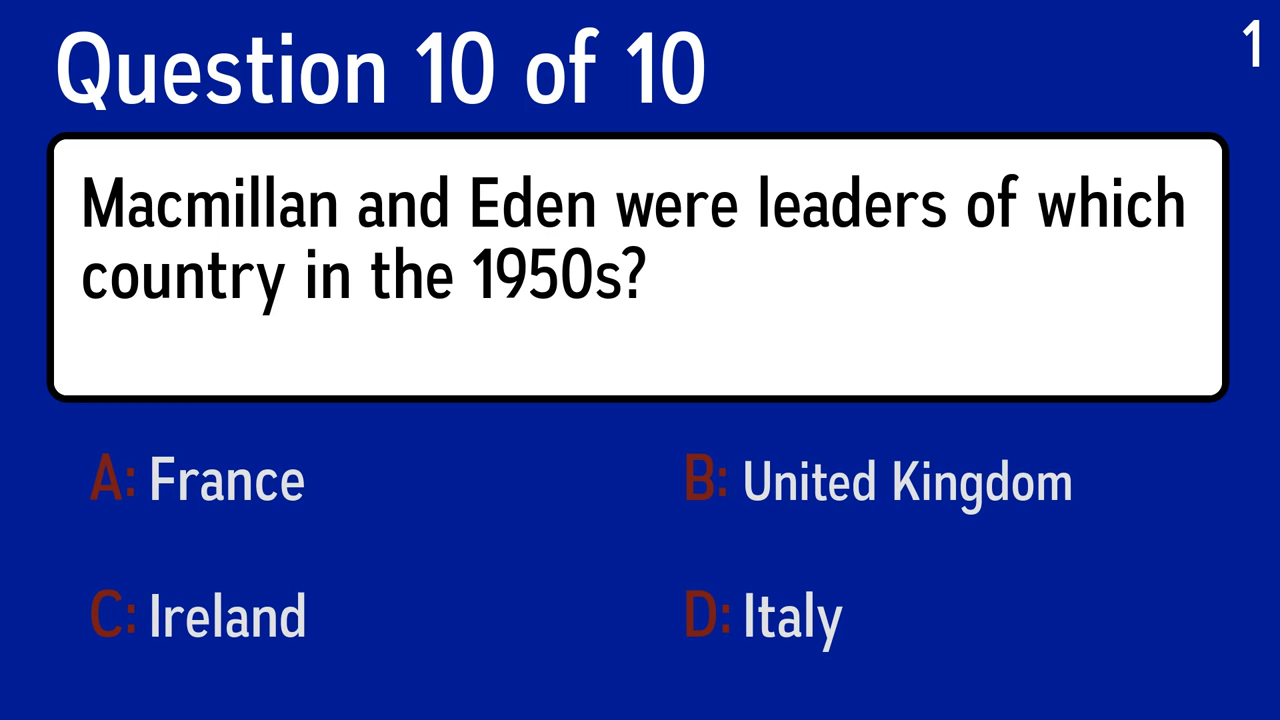 Question 10 of 10
1
Macmillan and Eden were leaders of which
country in the 1950s?
A: France
B: United Kingdom
C: Ireland
D: Italy